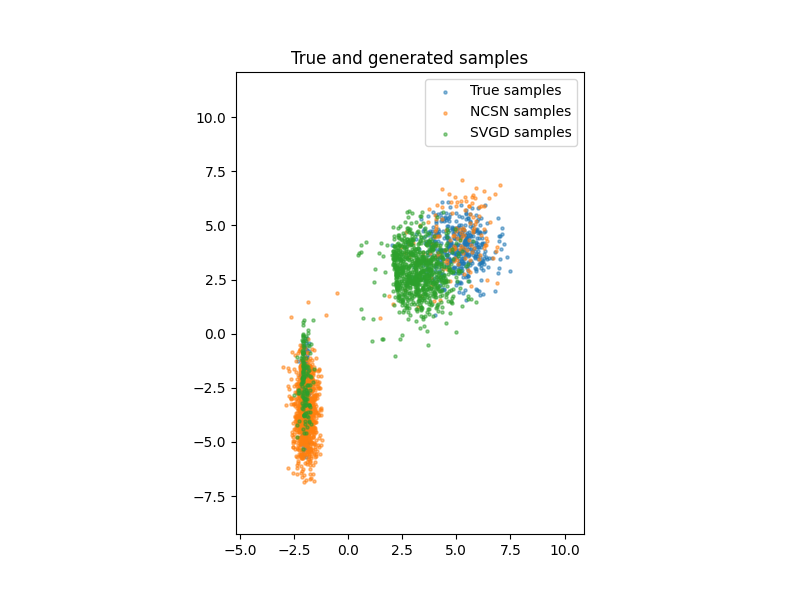 True and generated samples
True samples
NCSN samples
SVGD samples
10.0
7.5
5.0
2.5
0.0
−2.5
−5.0
−7.5
−5.0 −2.5 0.0 2.5 5.0 7.5 10.0